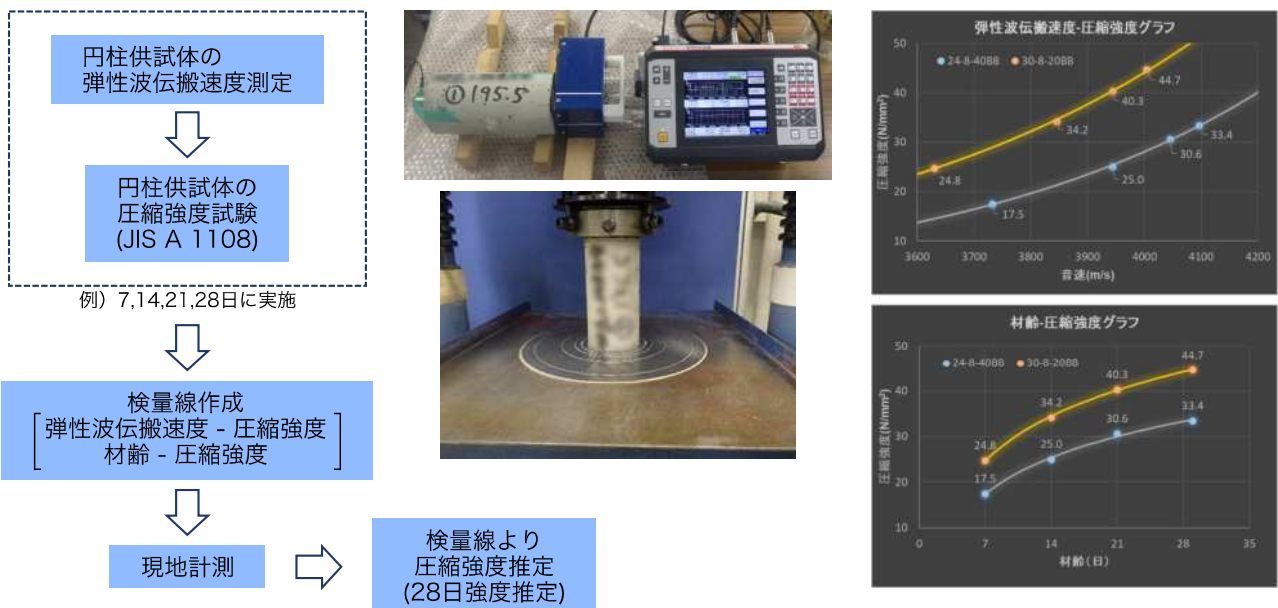 円柱供試体の
弾性波伝搬速度測定
円柱供試体の
圧縮強度試験
(JIS A 1108)
例）7,14,21,28日に実施
検量線作成
弾性波伝搬速度 - 圧縮強度
材齢 - 圧縮強度
現地計測
検量線より
圧縮強度推定
(28日強度推定)
①195.5
弾性波伝搬速度-圧縮強度グラフ
24-8-40BB 30-8-20BB
圧縮強度(N/mm²)
50
40
30
20
10
44.7
40.3
34.2
33.4
30.6
24.8
25.0
17.5
3600 3700 3800 3900 4000 4100 4200
音速(m/s)
材齢-圧縮強度グラフ
24-8-40BB 30-8-20BB
圧縮強度(N/mm²)
50
40
30
20
10
44.7
40.3
34.2
33.4
30.6
24.8
25.0
17.5
0 7 14 21 28 35
材齢（日）